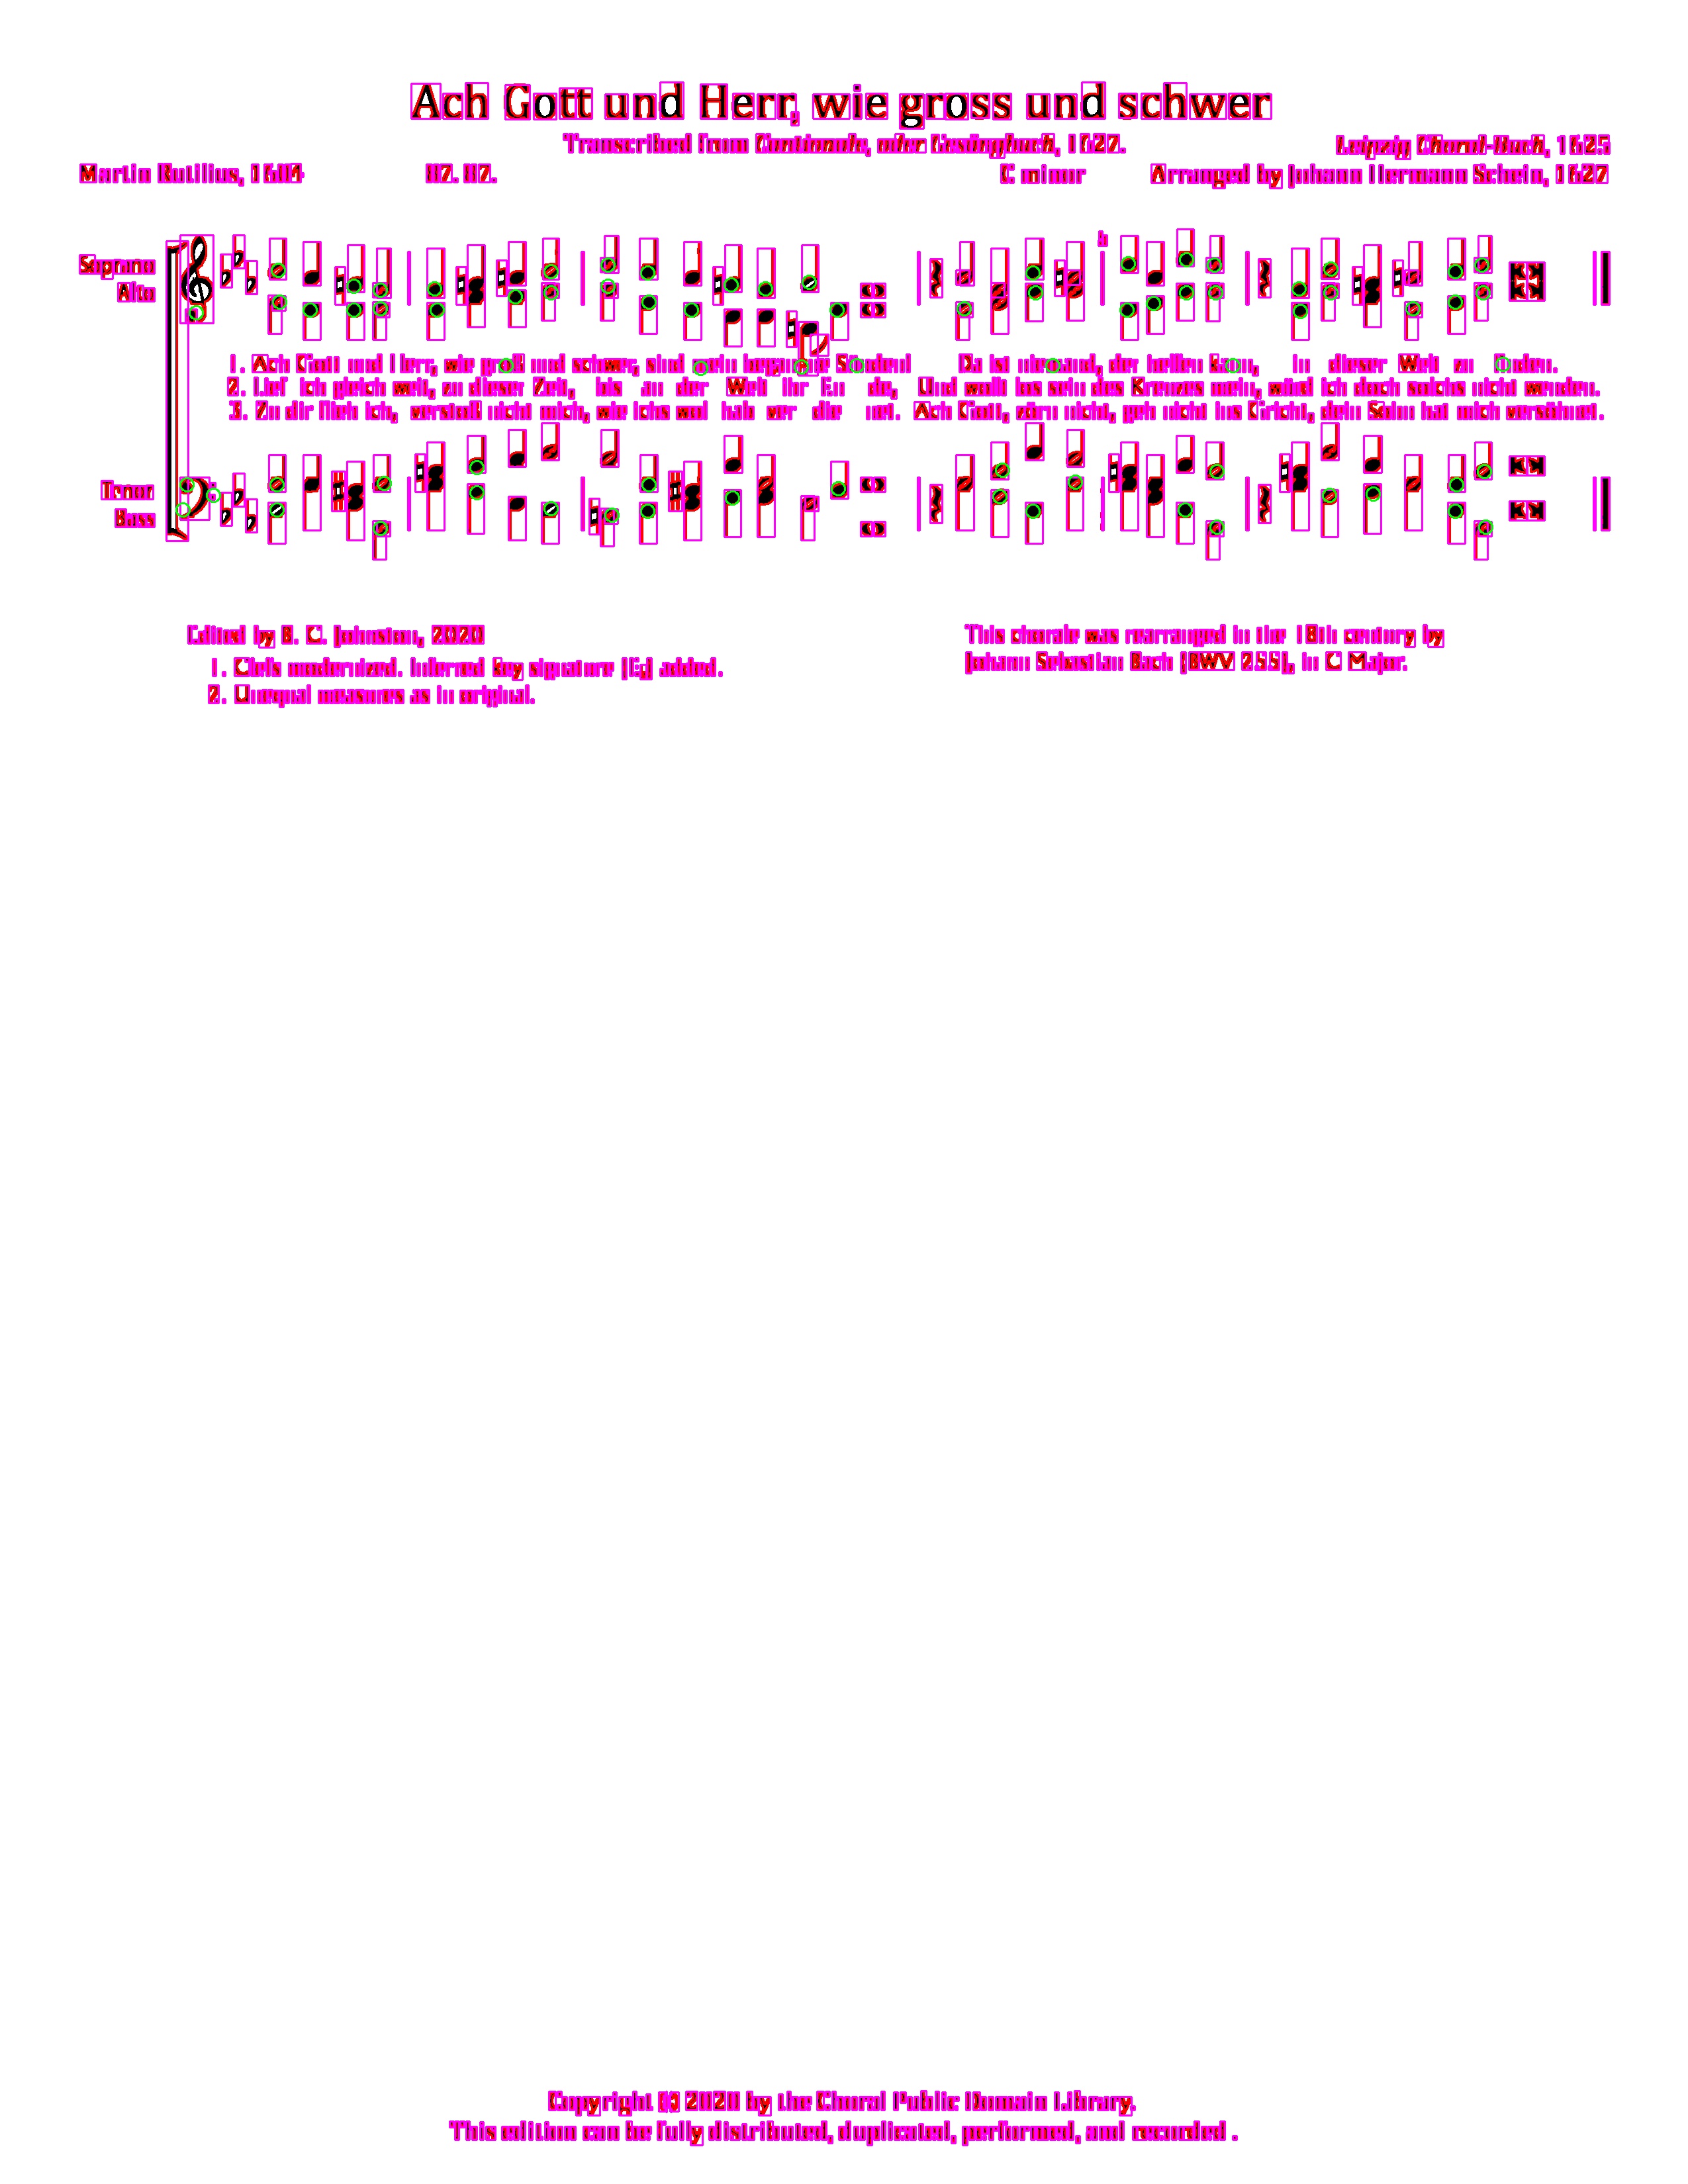 Ach Gott und Herr, wie gross und schwer
Transcribed from Cantionale, oder Gesangbuch, 1627.
Leipzig Choral-Buch, 1625
Martin Rutilius, 1604
87. 87.
C minor
Arranged by Johann Hermann Schein, 1627
Soprano
Alto
1. Ach Gott und Herr, wie groß und schwer, sind mein begangne Sünden! Da ist niemand, der helfen kann, in dieser Welt zu finden.
2. Lief ich gleich weit, zu dieser Zeit, bis an der Welt ihr En de, Und wollt los sein des Kreuzes mein, würd ich doch solchs nicht wenden.
3. Zu dir flieh ich, verstoß nicht mich, wie ichs wol hab ver die net. Ach Gott, zürn nicht, geh nicht ins Gricht, dein Sohn hat mich versöhnet.
Tenor
Bass
Edited by B. C. Johnston, 2020
1. Clefs modernized. Inferred key signature (E♭) added.
2. Unequal measures as in original.
This chorale was rearranged in the 18th century by
Johann Sebastian Bach (BWV 255), in C Major.
Copyright © 2020 by the Choral Public Domain Library.
This edition can be fully distributed, duplicated, performed, and recorded .